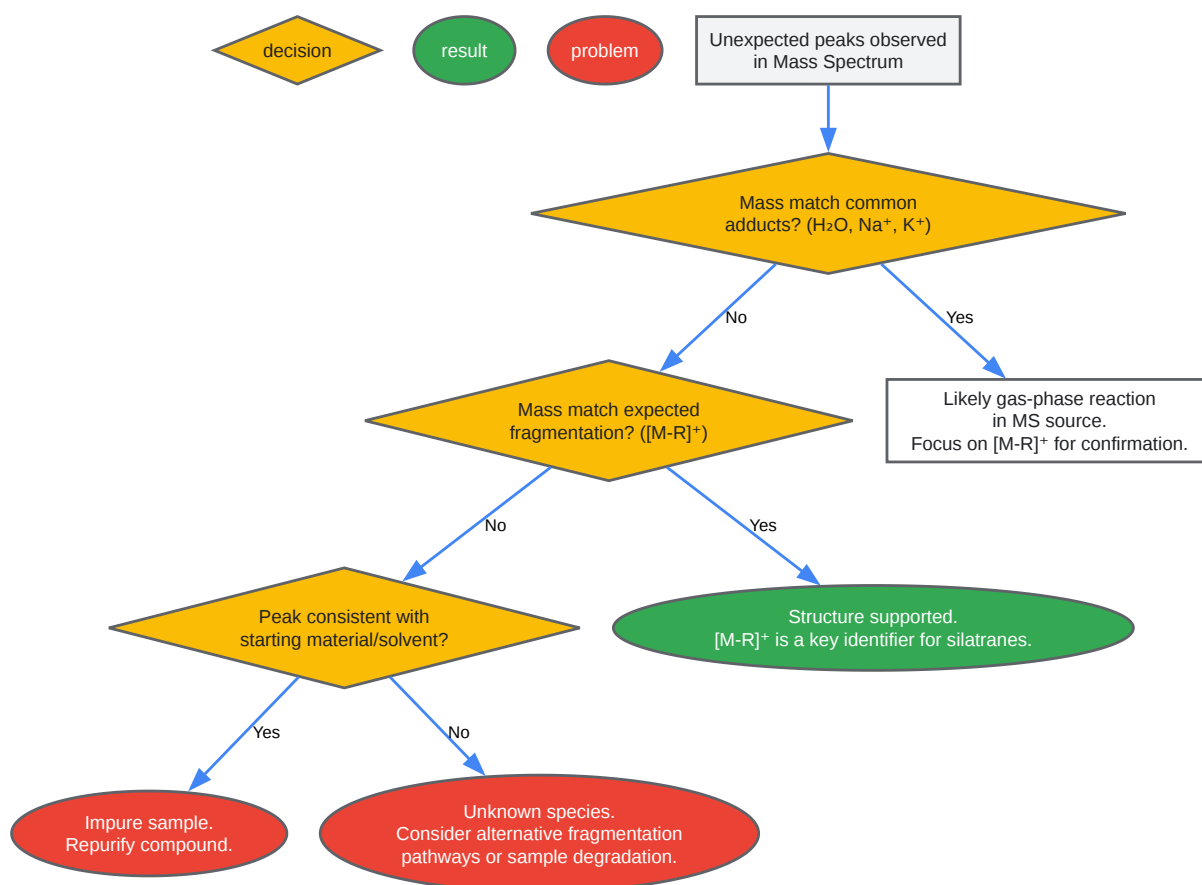 decision
result
problem
Unexpected peaks observed
in Mass Spectrum
Mass match common
adducts? (H₂O, Na⁺, K⁺)
No
Yes
Mass match expected
fragmentation? ([M-R]⁺)
Likely gas-phase reaction
in MS source.
Focus on [M-R]⁺ for confirmation.
No
Yes
Peak consistent with
starting material/solvent?
Structure supported.
[M-R]⁺ is a key identifier for silatranes.
Yes
No
Impure sample.
Repurify compound.
Unknown species.
Consider alternative fragmentation
pathways or sample degradation.